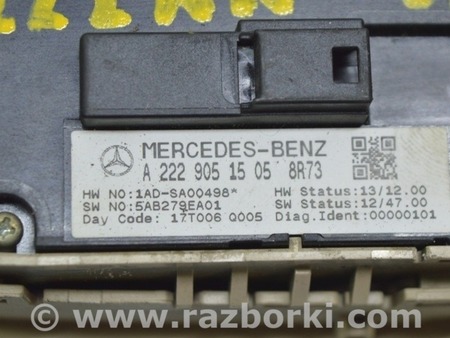 MERCEDES-BENZ
A 222 905 15 05 8R73
HW NO:1AD-SA00498* HW Status:13/12.00
SW NO:5AB279EA01 SW Status:12/47.00
Day Code: 17T006 Q005 Diag.Ident:00000101
www.razborki.com